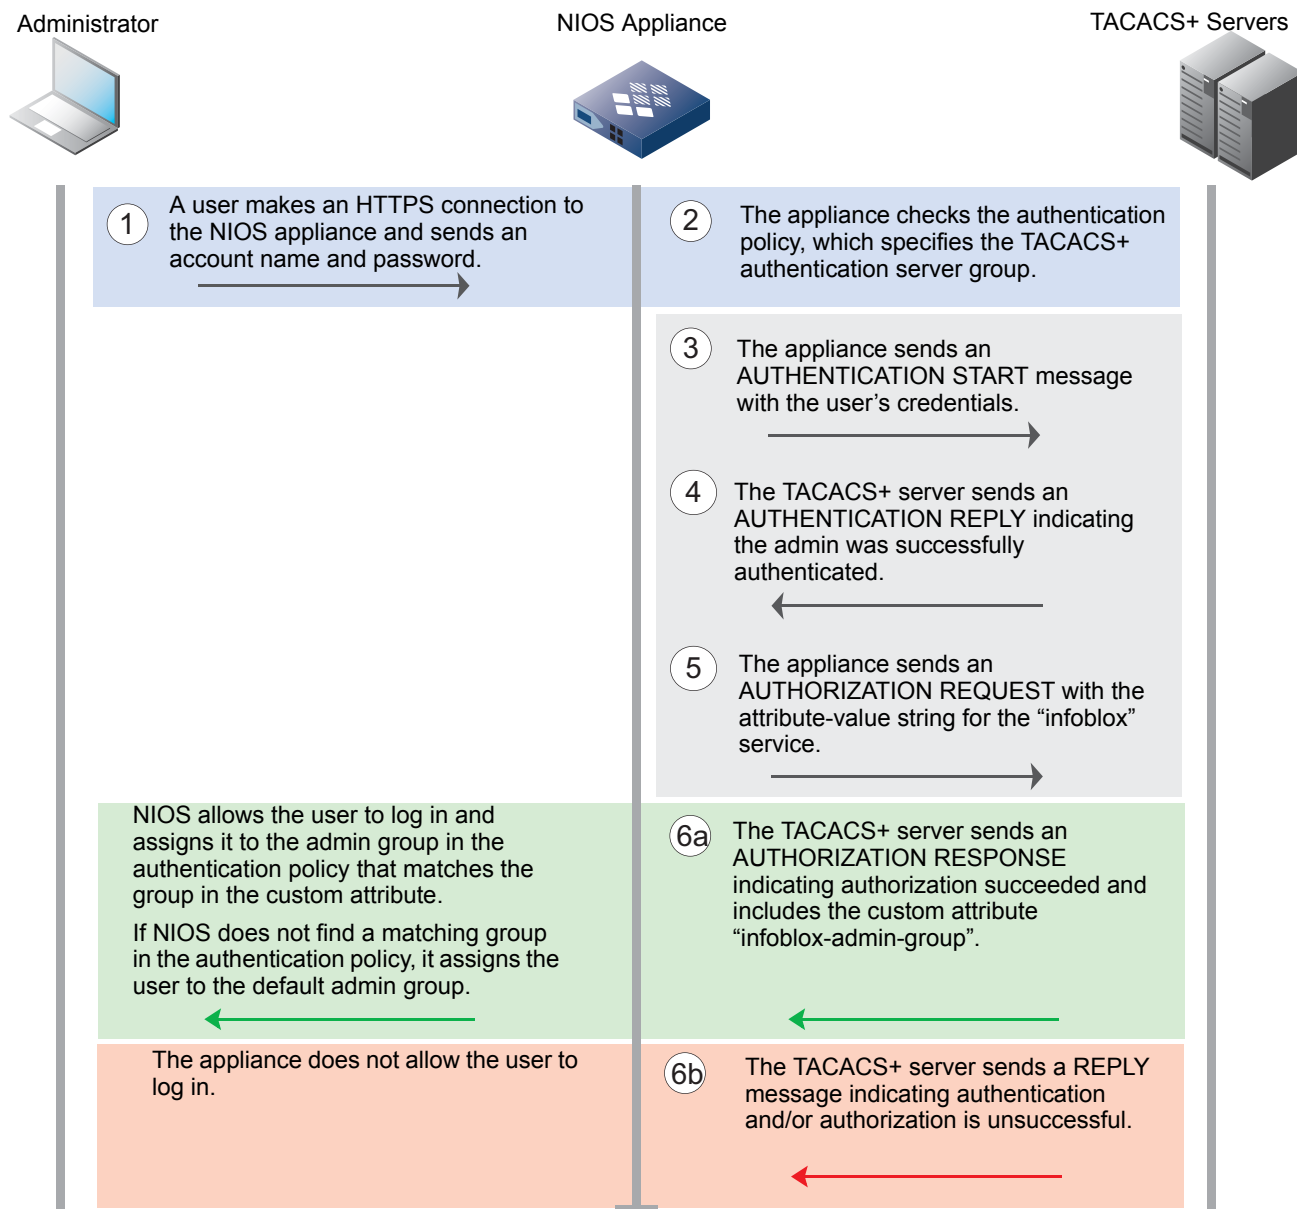 Administrator
NIOS Appliance
TACACS+ Servers
1
A user makes an HTTPS connection to
the NIOS appliance and sends an
account name and password.
2
The appliance checks the authentication
policy, which specifies the TACACS+
authentication server group.
3
The appliance sends an
AUTHENTICATION START message
with the user’s credentials.
4
The TACACS+ server sends an
AUTHENTICATION REPLY indicating
the admin was successfully
authenticated.
5
The appliance sends an
AUTHORIZATION REQUEST with the
attribute-value string for the “infoblox”
service.
NIOS allows the user to log in and
assigns it to the admin group in the
authentication policy that matches the
group in the custom attribute.
If NIOS does not find a matching group
in the authentication policy, it assigns the
user to the default admin group.
6a
The TACACS+ server sends an
AUTHORIZATION RESPONSE
indicating authorization succeeded and
includes the custom attribute
“infoblox-admin-group”.
The appliance does not allow the user to
log in.
6b
The TACACS+ server sends a REPLY
message indicating authentication
and/or authorization is unsuccessful.